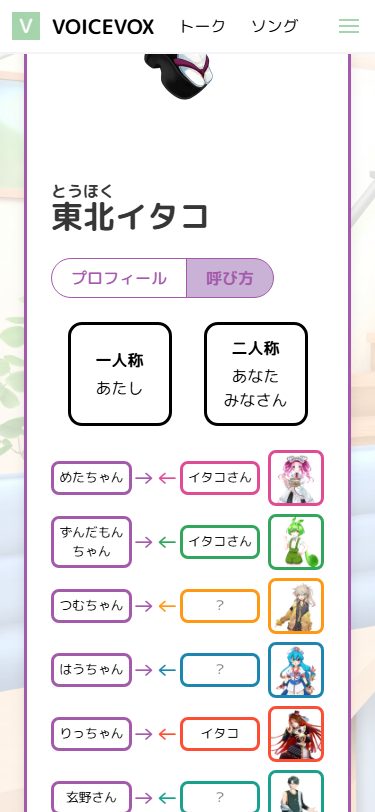 V VOICEVOX トーク ソング
とうほく
東北イタコ
プロフィール 呼び方
一人称
あたし
二人称
あなた
みなさん
めたちゃん → ← イタコさん
ずんだもん
ちゃん → ← イタコさん
つむちゃん → ← ?
はうちゃん → ← ?
りっちゃん → ← イタコ
玄野さん → ← ?